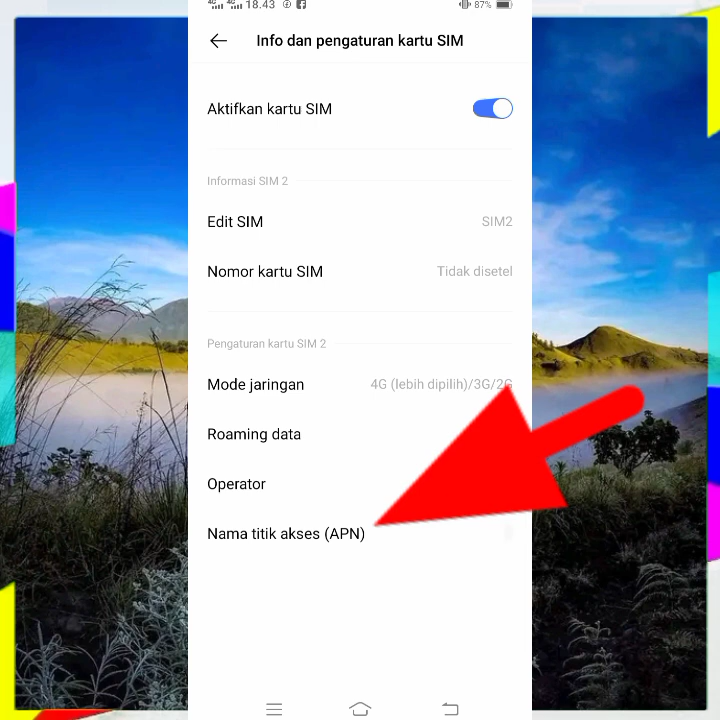 4G 4G 18.43 87%
Info dan pengaturan kartu SIM
Aktifkan kartu SIM
Informasi SIM 2
Edit SIM SIM2
Nomor kartu SIM Tidak disetel
Pengaturan kartu SIM 2
Mode jaringan 4G (lebih dipilih)/3G/2G
Roaming data
Operator
Nama titik akses (APN)